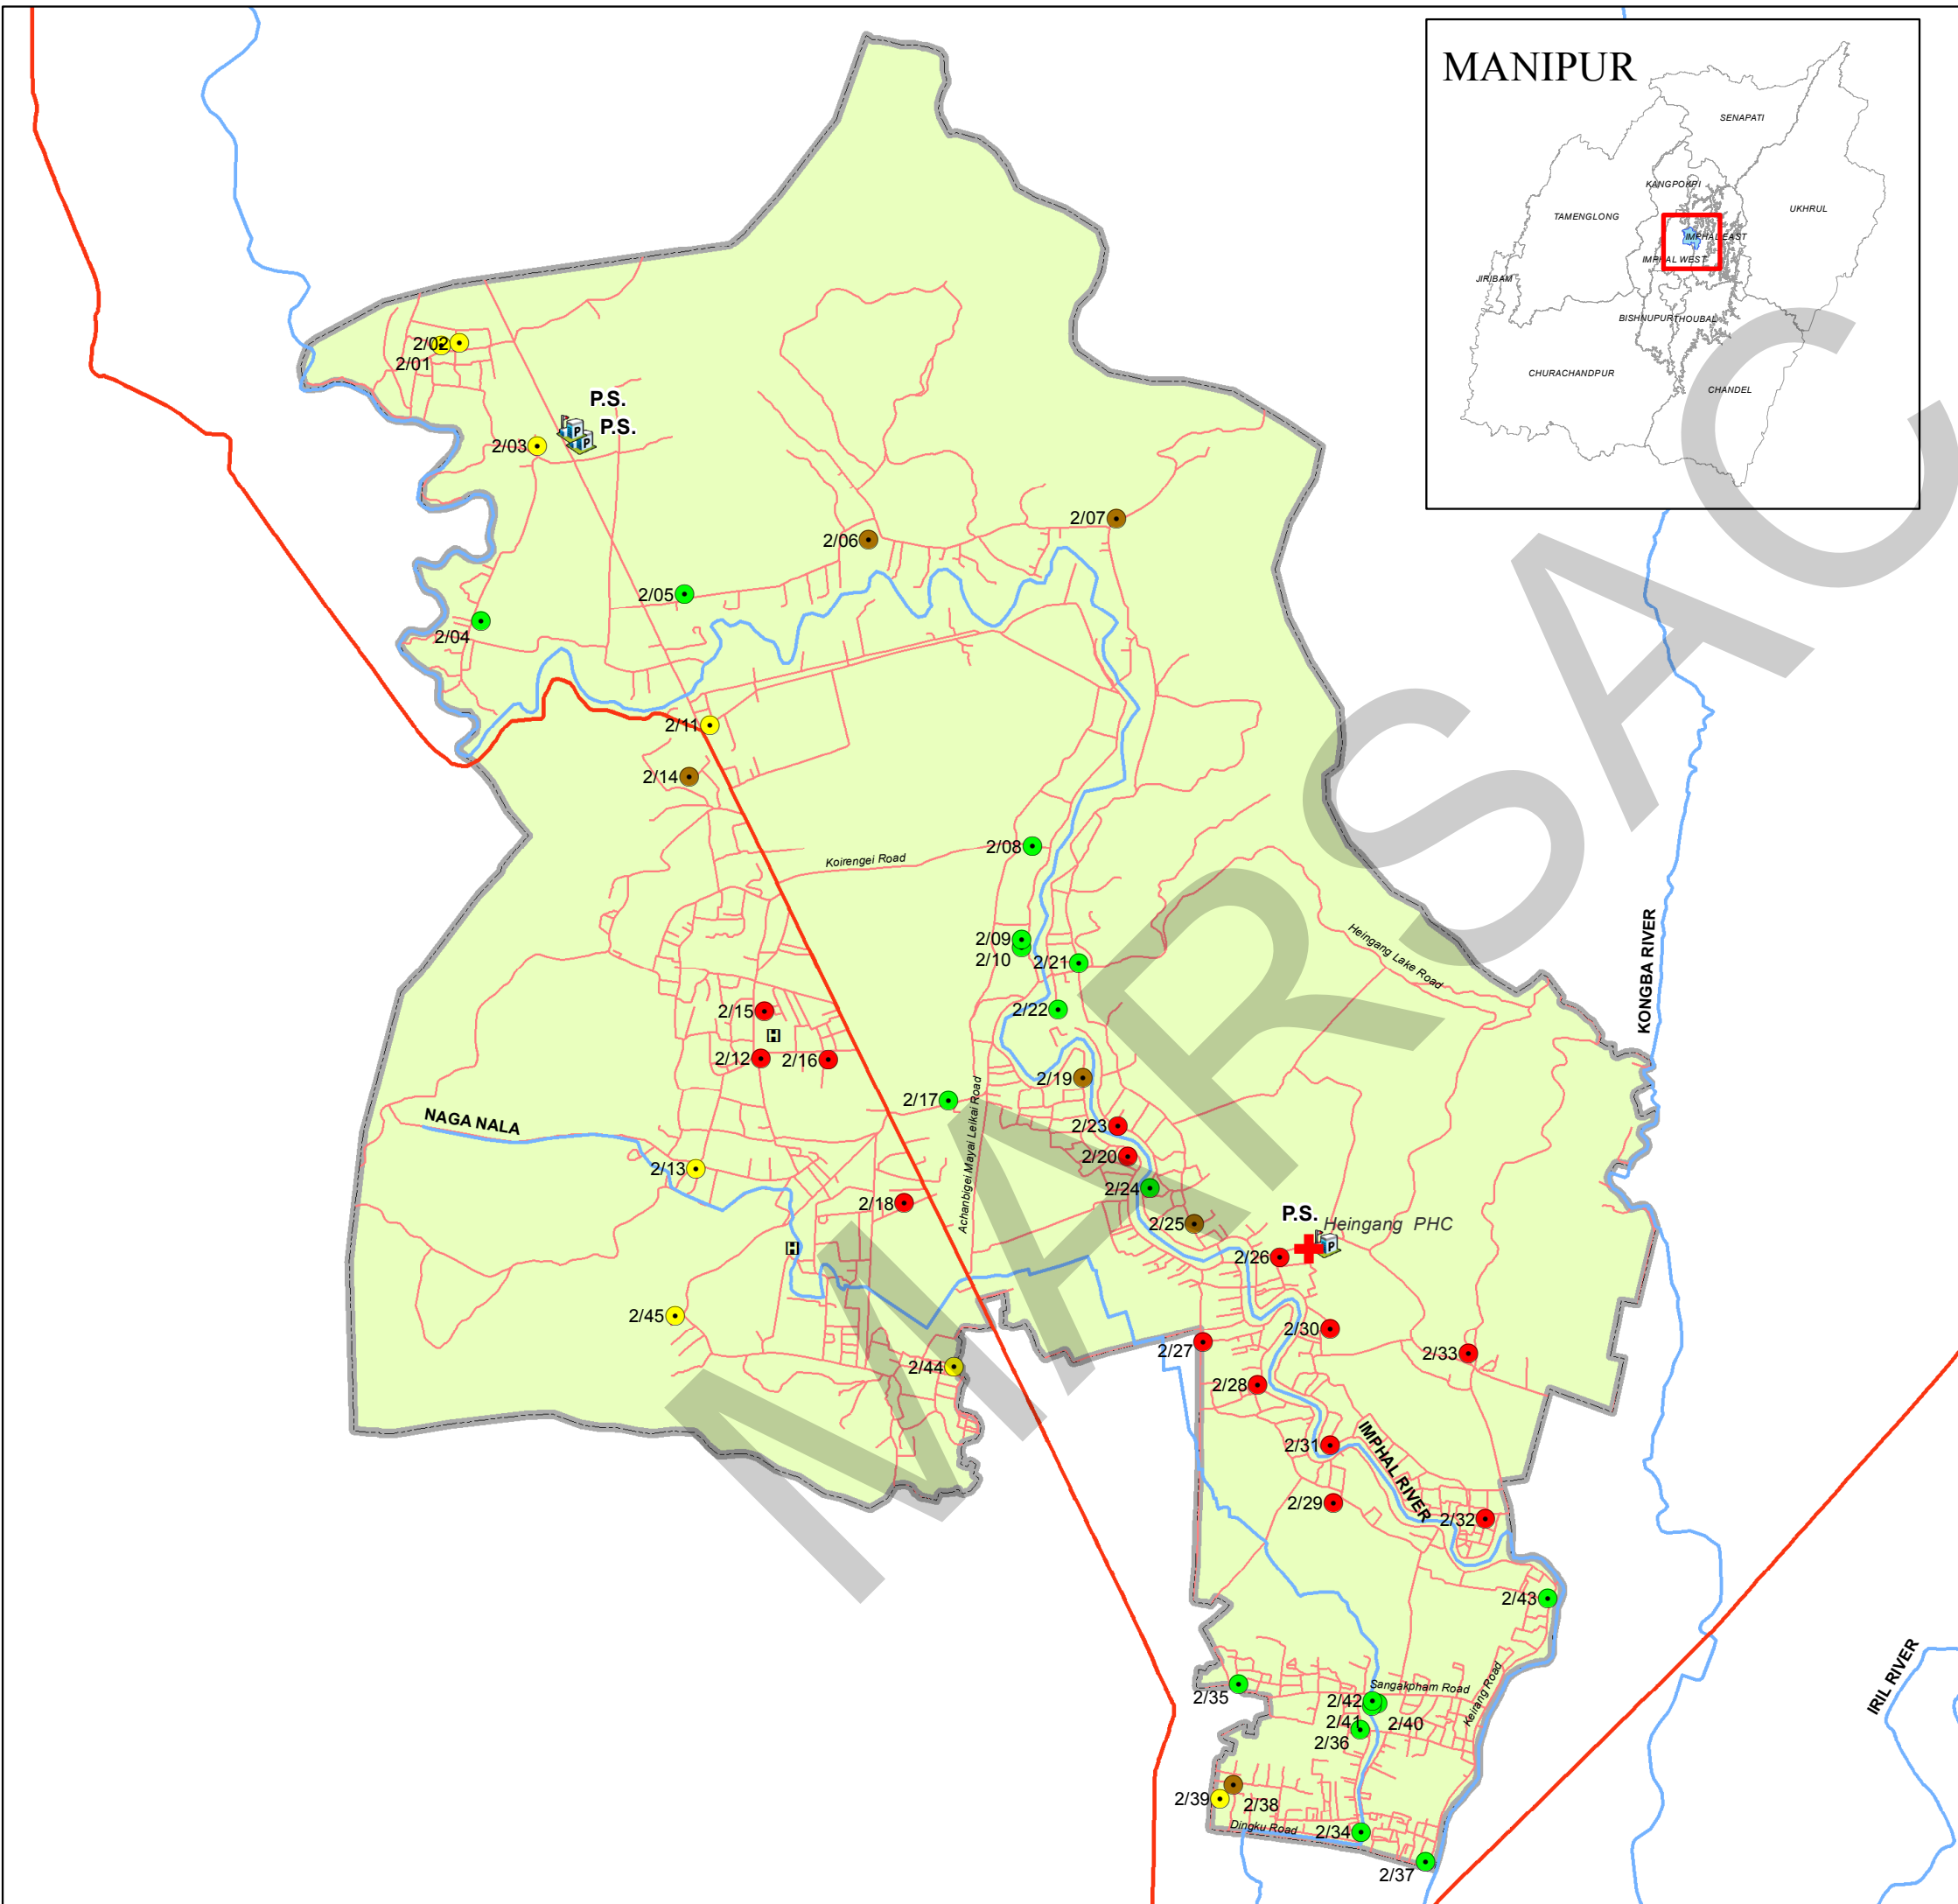 MANIPUR
SENAPATI
KANGPOKPI
TAMENGLONG
UKHRUL
IMPHAL EAST
IMPHAL WEST
JIRIBAM
BISHNUPUR
THOUBAL
CHURACHANDPUR
CHANDEL
2/02
2/01
P.S.
P.S.
2/03
2/07
2/06
2/05
2/04
2/11
2/14
2/08
Koirengei Road
2/09
2/10
2/21
Heingang Lake Road
KONGBA RIVER
2/22
2/15
2/12
2/16
2/19
2/17
Achanbigei Mayai Leikai Road
NAGA NALA
2/23
2/20
2/13
2/24
2/18
2/25
P.S.
Heingang PHC
2/26
H
H
2/45
2/30
2/27
2/33
2/44
2/28
2/31
IMPHAL RIVER
2/29
2/32
2/43
2/35
Sangakpham Road
Keirang Road
IRIL RIVER
2/42
2/41
2/40
2/36
2/39
2/38
Dingku Road
2/34
2/37
MARSAC